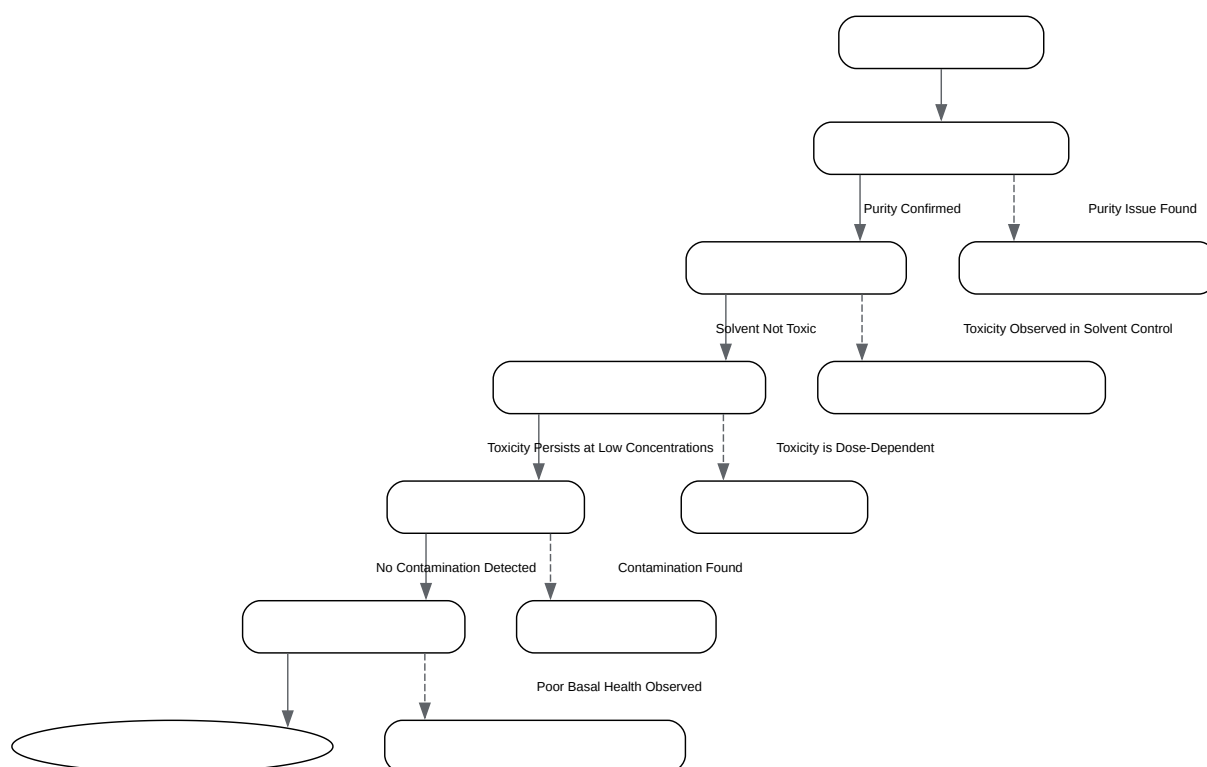 Purity Confirmed
Purity Issue Found
Solvent Not Toxic
Toxicity Observed in Solvent Control
Toxicity Persists at Low Concentrations
Toxicity is Dose-Dependent
No Contamination Detected
Contamination Found
Poor Basal Health Observed